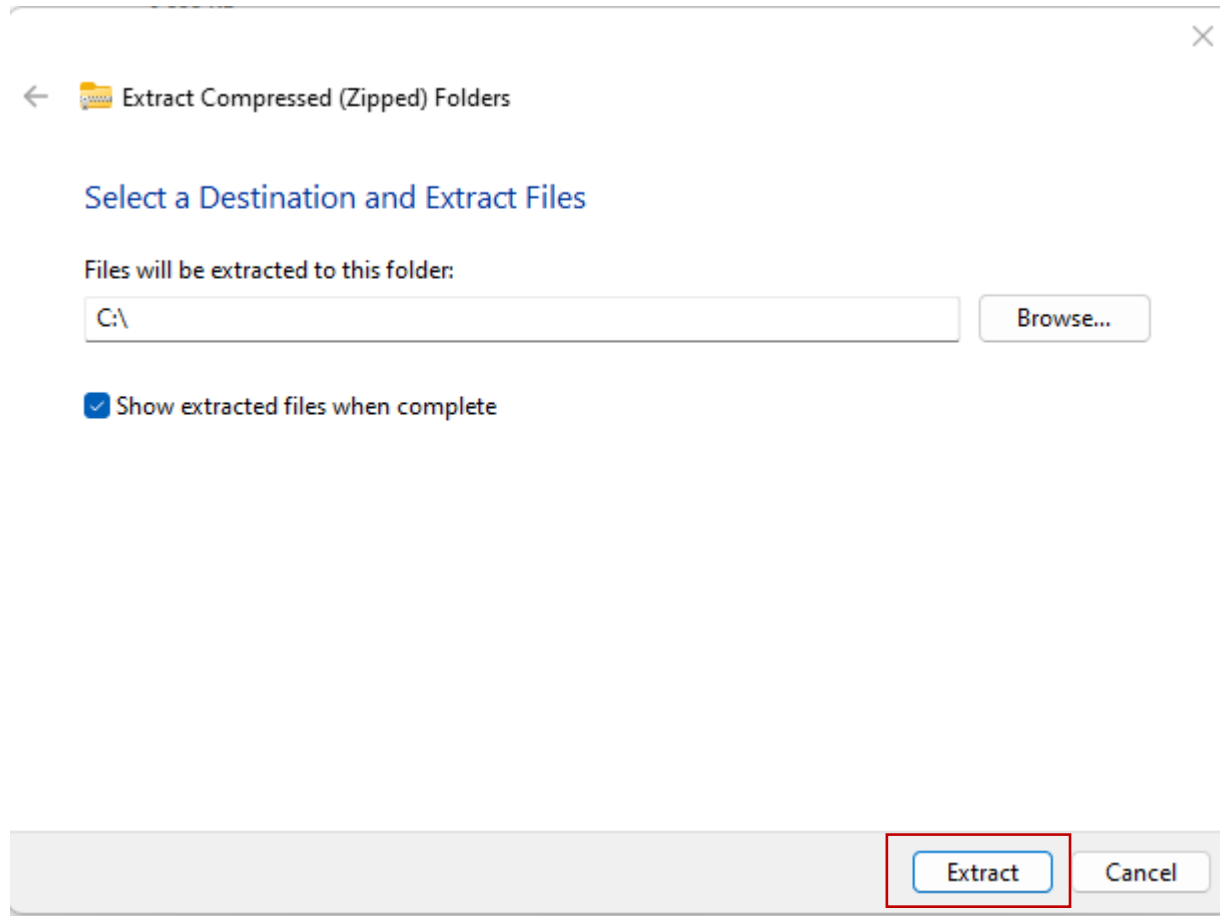 Extract Compressed (Zipped) Folders
Select a Destination and Extract Files
Files will be extracted to this folder:
C:\
Browse...
Show extracted files when complete
Extract
Cancel